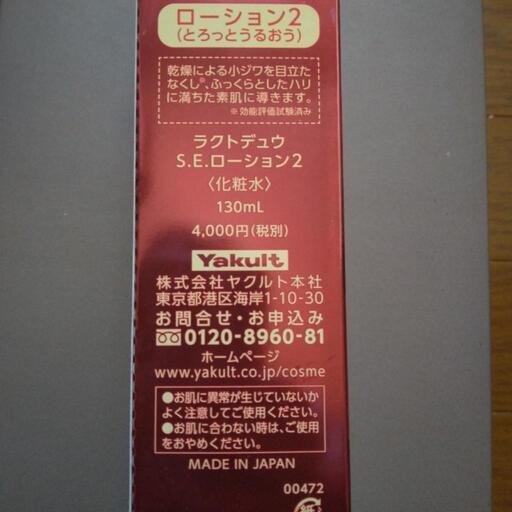 ローション2
(とろっとうるおう)
乾燥による小ジワを目立た
なくし※、ふっくらとしたハリ
に満ちた素肌に導きます。
※効能評価試験済み
ラクトデュウ
S.E.ローション2
〈化粧水〉
130mL
4,000円(税別)
Yakult
株式会社ヤクルト本社
東京都港区海岸1-10-30
お問合せ・お申込み
0120-8960-81
ホームページ
www.yakult.co.jp/cosme
●お肌に異常が生じていないか
よく注意してご使用ください。
●お肌に合わない時は、ご使用
をおやめください。
MADE IN JAPAN
00472
紙